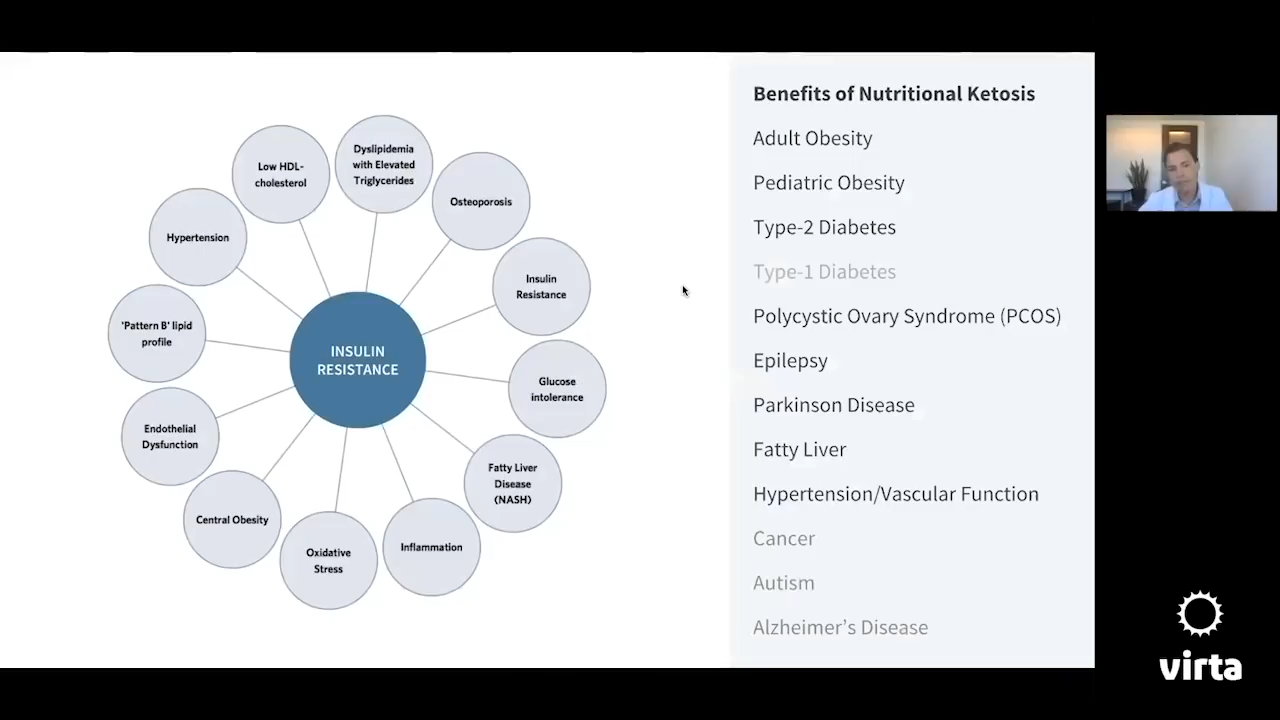 Dyslipidemia
with Elevated
Triglycerides
Low HDL-
cholesterol
Osteoporosis
Hypertension
Insulin
Resistance
'Pattern B' lipid
profile
INSULIN
RESISTANCE
Glucose
intolerance
Endothelial
Dysfunction
Fatty Liver
Disease
(NASH)
Central Obesity
Inflammation
Oxidative
Stress
Benefits of Nutritional Ketosis
Adult Obesity
Pediatric Obesity
Type-2 Diabetes
Type-1 Diabetes
Polycystic Ovary Syndrome (PCOS)
Epilepsy
Parkinson Disease
Fatty Liver
Hypertension/Vascular Function
Cancer
Autism
Alzheimer's Disease
virta